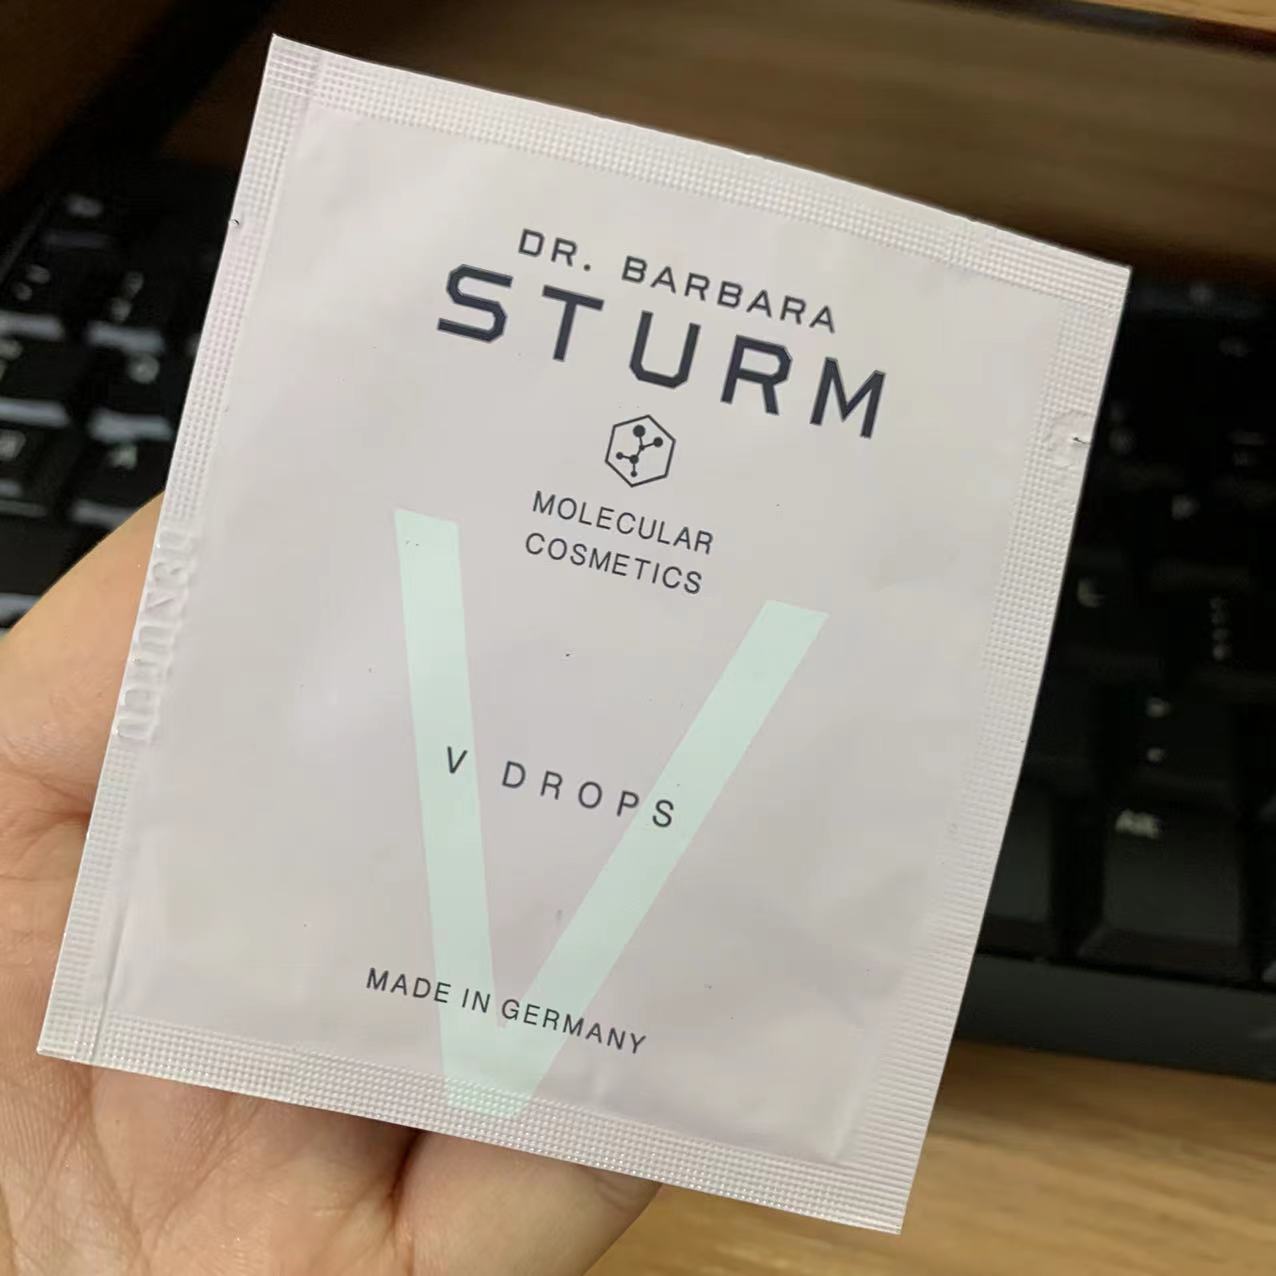 DR. BARBARA
STURM
MOLECULAR
COSMETICS
V DROPS
MADE IN GERMANY